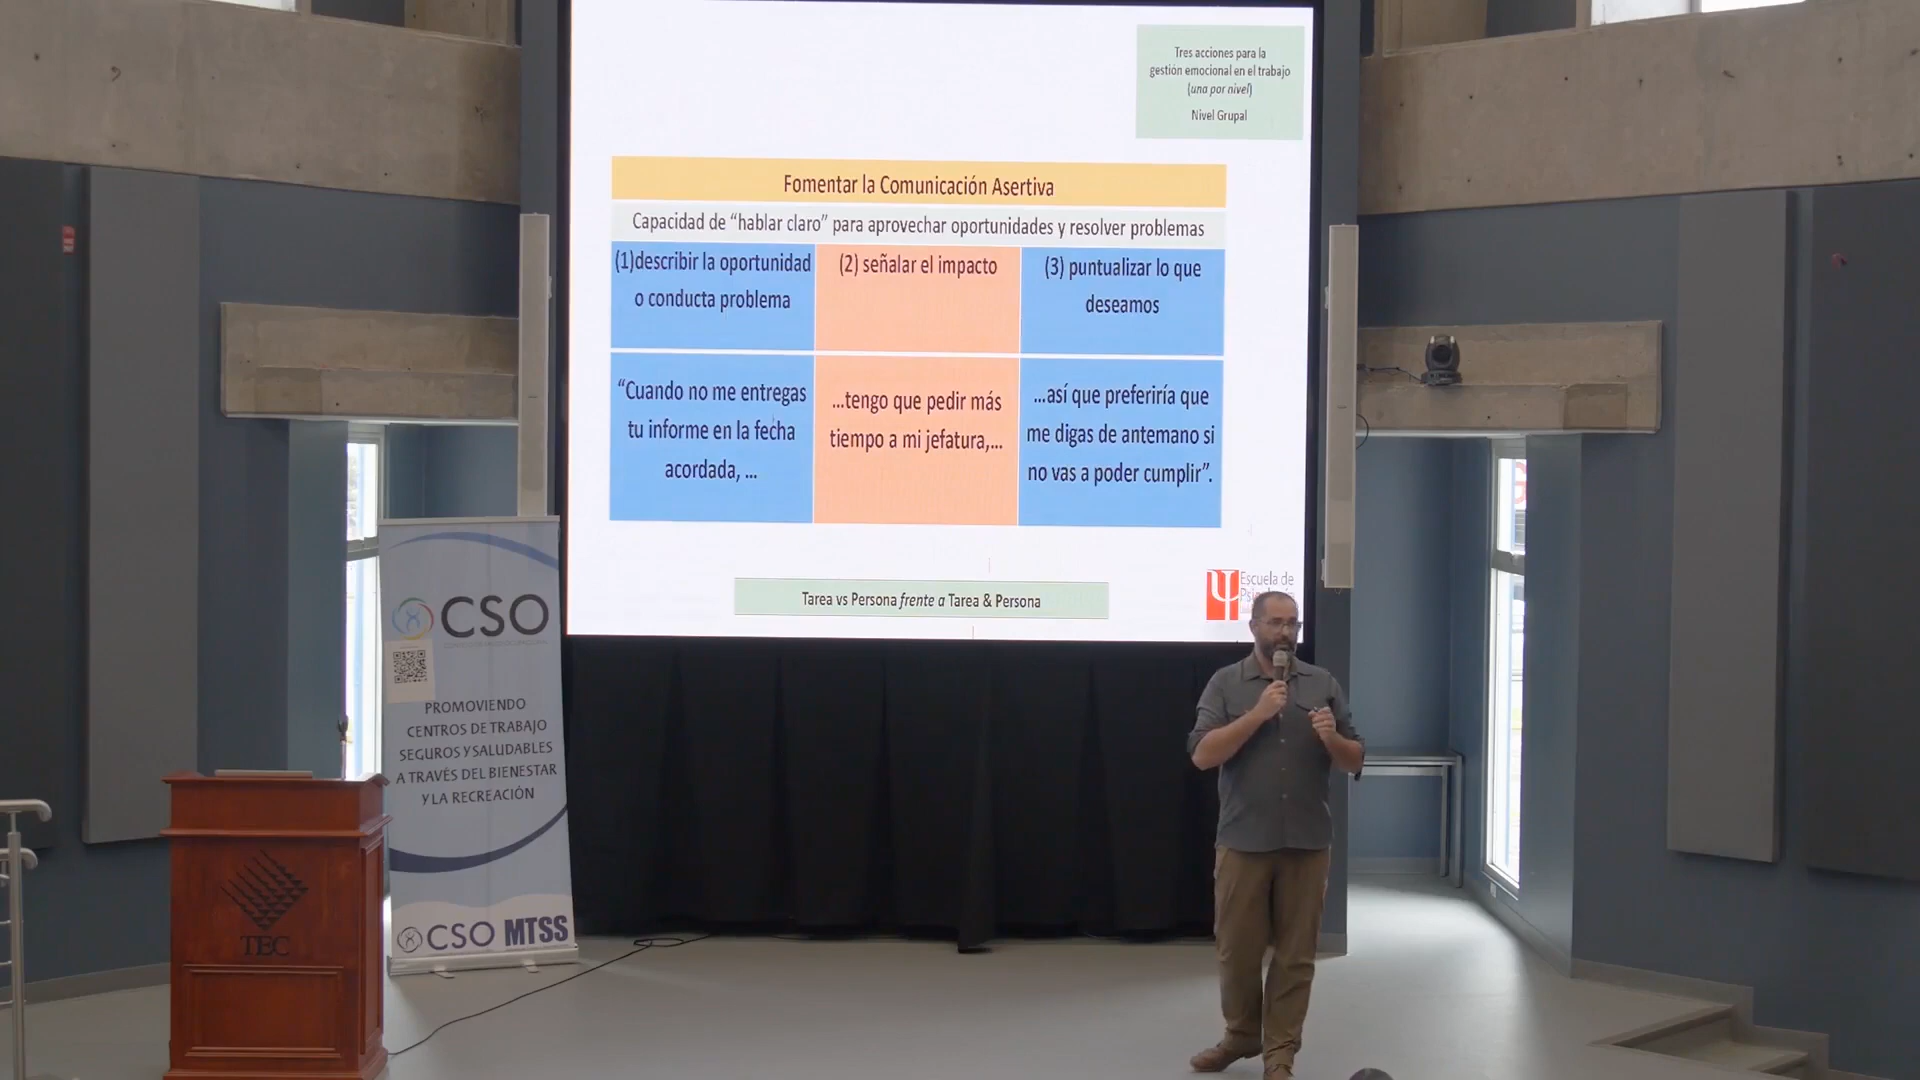 Tres acciones para la
gestión emocional en el trabajo
(una por nivel)
Nivel Grupal
Fomentar la Comunicación Asertiva
Capacidad de “hablar claro” para aprovechar oportunidades y resolver problemas
(1)describir la oportunidad
o conducta problema
(2) señalar el impacto
(3) puntualizar lo que
deseamos
“Cuando no me entregas
tu informe en la fecha
acordada, ...
...tengo que pedir más
tiempo a mi jefatura,...
...así que preferiría que
me digas de antemano si
no vas a poder cumplir”.
Tarea vs Persona frente a Tarea & Persona
Escuela de
CSO
PROMOVIENDO
CENTROS DE TRABAJO
SEGUROS Y SALUDABLES
A TRAVÉS DEL BIENESTAR
Y LA RECREACIÓN
CSO MTSS
TEC